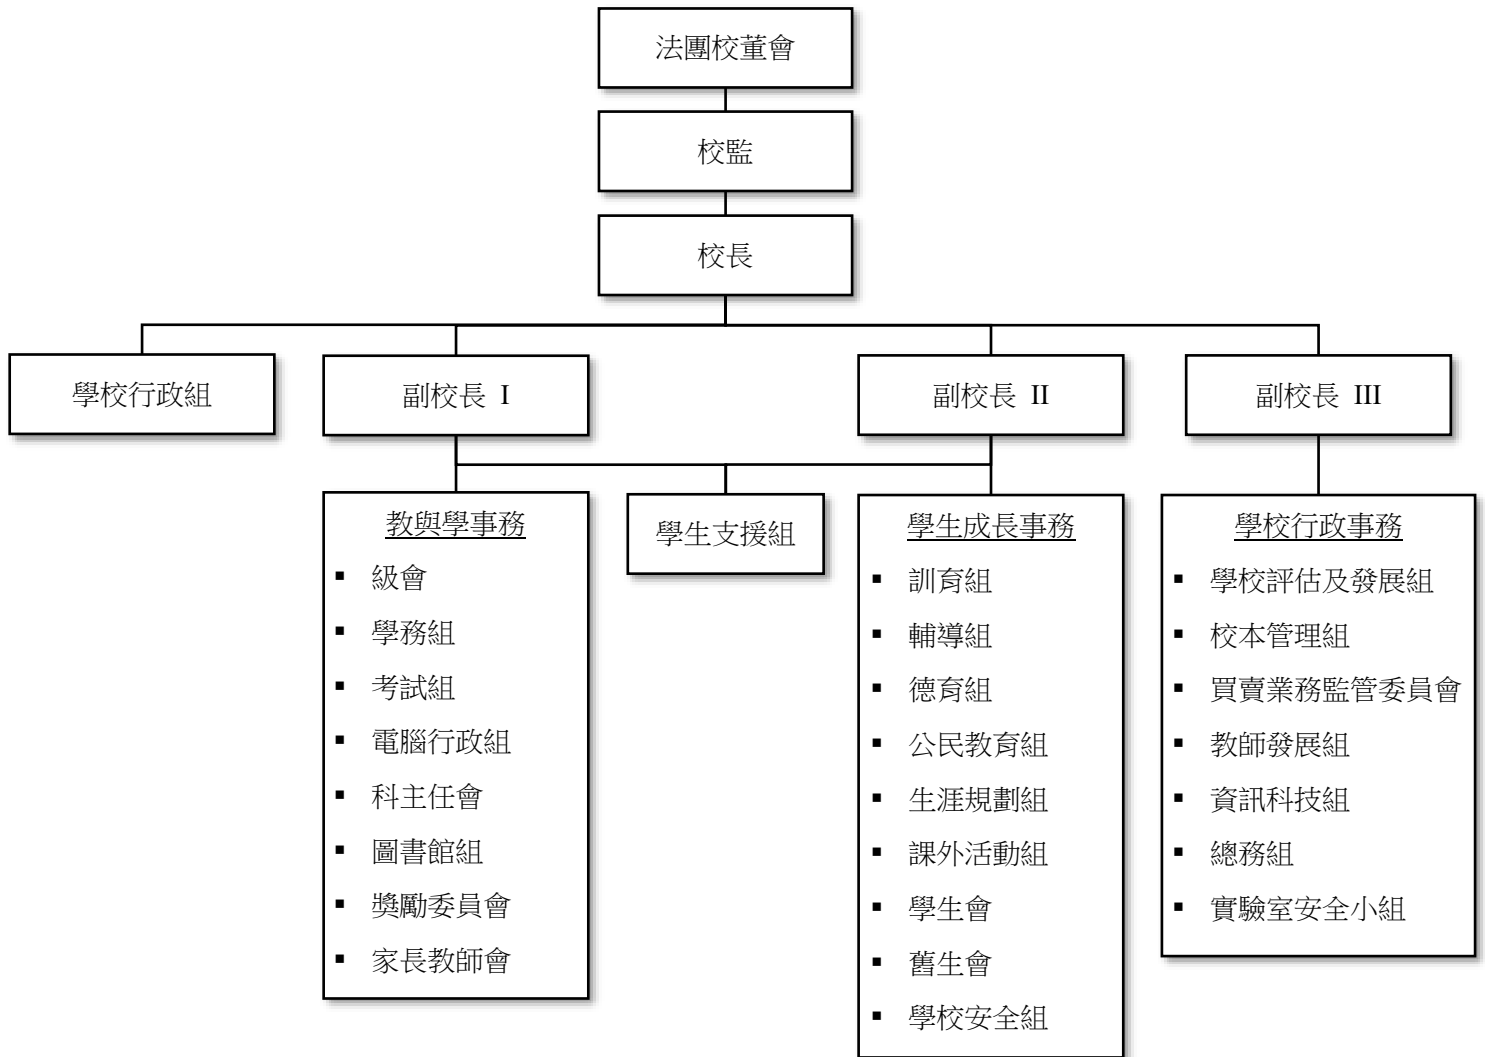 法團校董會
校監
校長
學校行政組
副校長 I
副校長 II
副校長 III
教與學事務
▪ 級會
▪ 學務組
▪ 考試組
▪ 電腦行政組
▪ 科主任會
▪ 圖書館組
▪ 獎勵委員會
▪ 家長教師會
學生支援組
學生成長事務
▪ 訓育組
▪ 輔導組
▪ 德育組
▪ 公民教育組
▪ 生涯規劃組
▪ 課外活動組
▪ 學生會
▪ 舊生會
▪ 學校安全組
學校行政事務
▪ 學校評估及發展組
▪ 校本管理組
▪ 買賣業務監管委員會
▪ 教師發展組
▪ 資訊科技組
▪ 總務組
▪ 實驗室安全小組